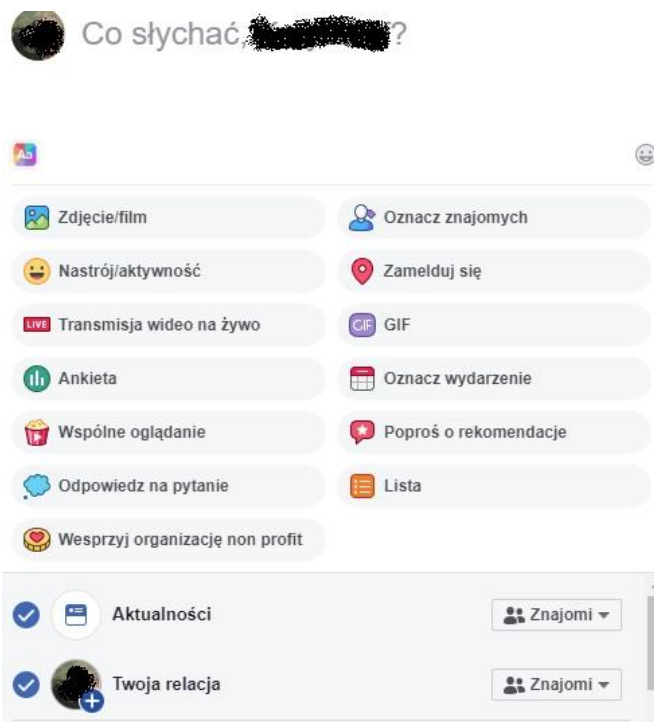 Co słychać, ?
Aa
Zdjęcie/film
Oznacz znajomych
Nastrój/aktywność
Zamelduj się
LIVE Transmisja wideo na żywo
GIF GIF
Ankieta
Oznacz wydarzenie
Wspólne oglądanie
Poproś o rekomendacje
Odpowiedz na pytanie
Lista
Wesprzyj organizację non profit
Aktualności
Znajomi
Twoja relacja
Znajomi